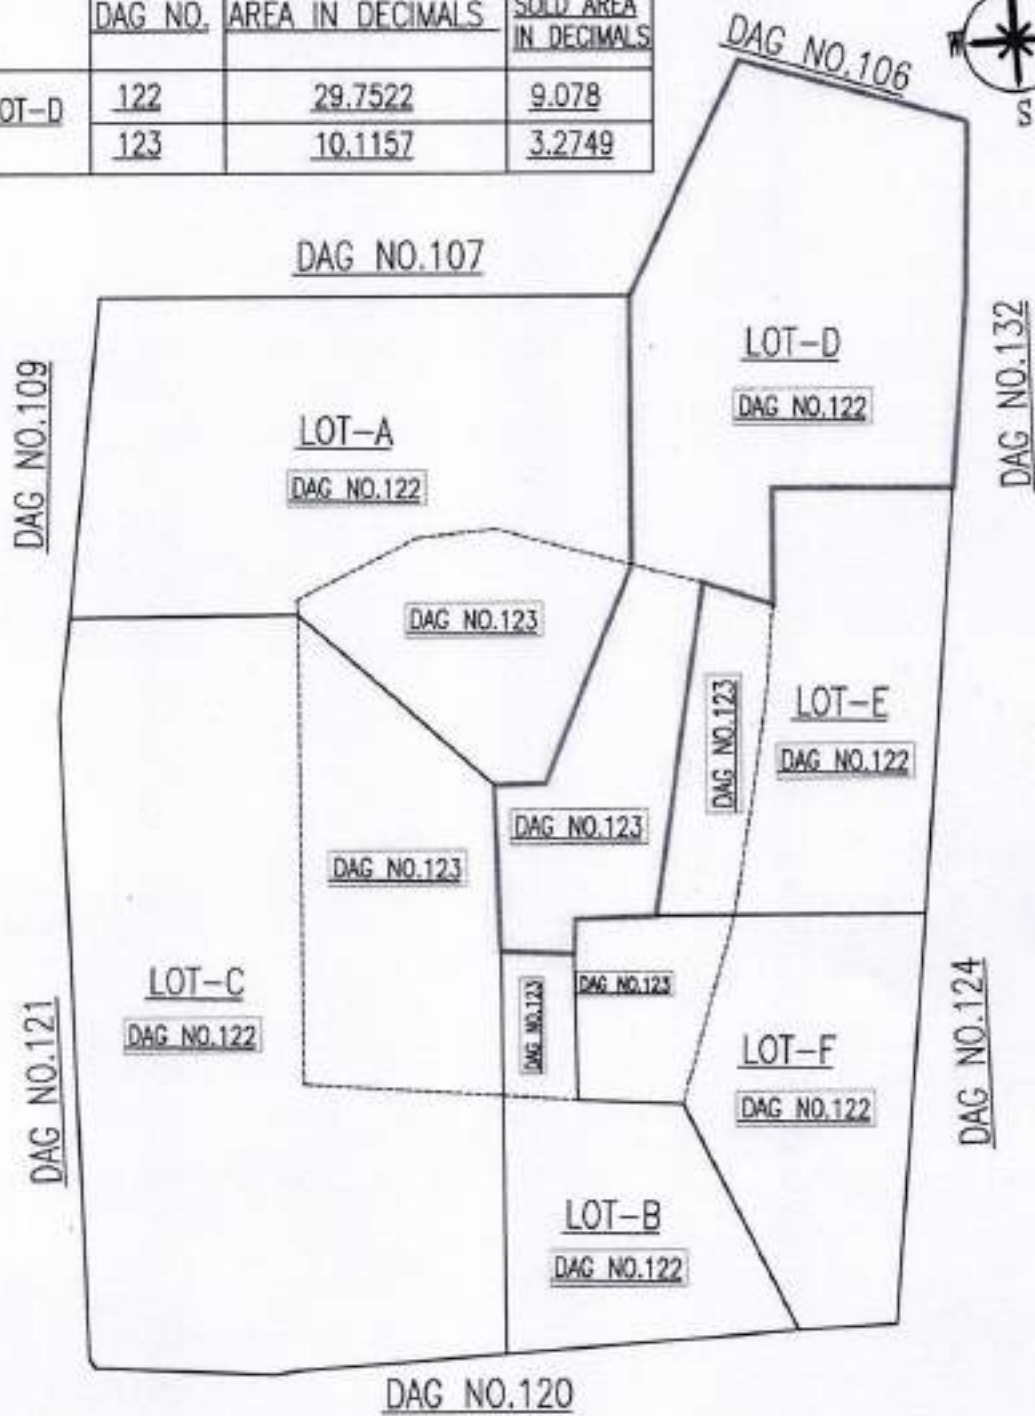 DAG NO. AREA IN DECIMALS SOLD AREA
IN DECIMALS
OT-D 122 29.7522 9.078
123 10.1157 3.2749
DAG NO.106
S
DAG NO.107
DAG NO.132
LOT-D
DAG NO.122
DAG NO.109
LOT-A
DAG NO.122
DAG NO.123
DAG NO.123
LOT-E
DAG NO.122
DAG NO.123
DAG NO.123
LOT-C
DAG NO.122
DAG NO.123
DAG NO.123
DAG NO.121
DAG NO.124
LOT-F
DAG NO.122
LOT-B
DAG NO.122
DAG NO.120